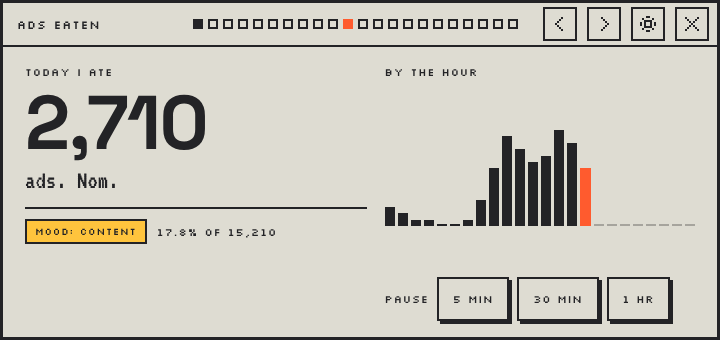 ADS EATEN
TODAY I ATE
2,710
ads. Nom.
MOOD: CONTENT 17.8% OF 15,210
BY THE HOUR
PAUSE 5 MIN 30 MIN 1 HR